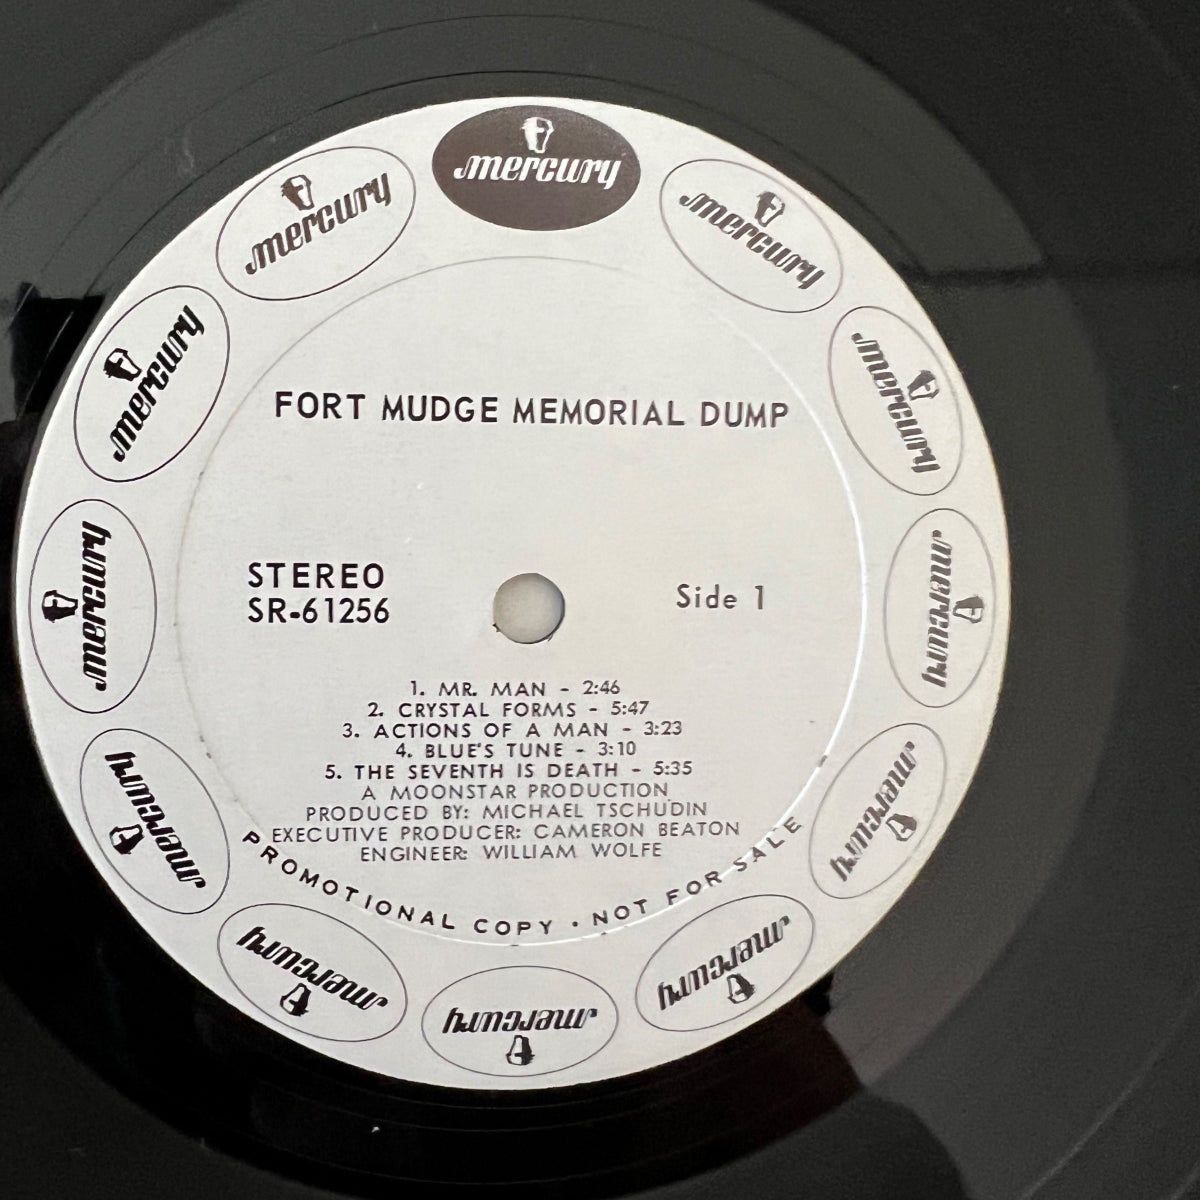 mercury
mercury
mercury
mercury
mercury
mercury
mercury
mercury
mercury
mercury
mercury
mercury
FORT MUDGE MEMORIAL DUMP
STEREO
SR-61256
Side 1
1. MR. MAN - 2:46
2. CRYSTAL FORMS - 5:47
3. ACTIONS OF A MAN - 3:23
4. BLUE'S TUNE - 3:10
5. THE SEVENTH IS DEATH - 5:35
A MOONSTAR PRODUCTION
PRODUCED BY: MICHAEL TSCHUDIN
EXECUTIVE PRODUCER: CAMERON BEATON
ENGINEER: WILLIAM WOLFE
PROMOTIONAL COPY · NOT FOR SALE